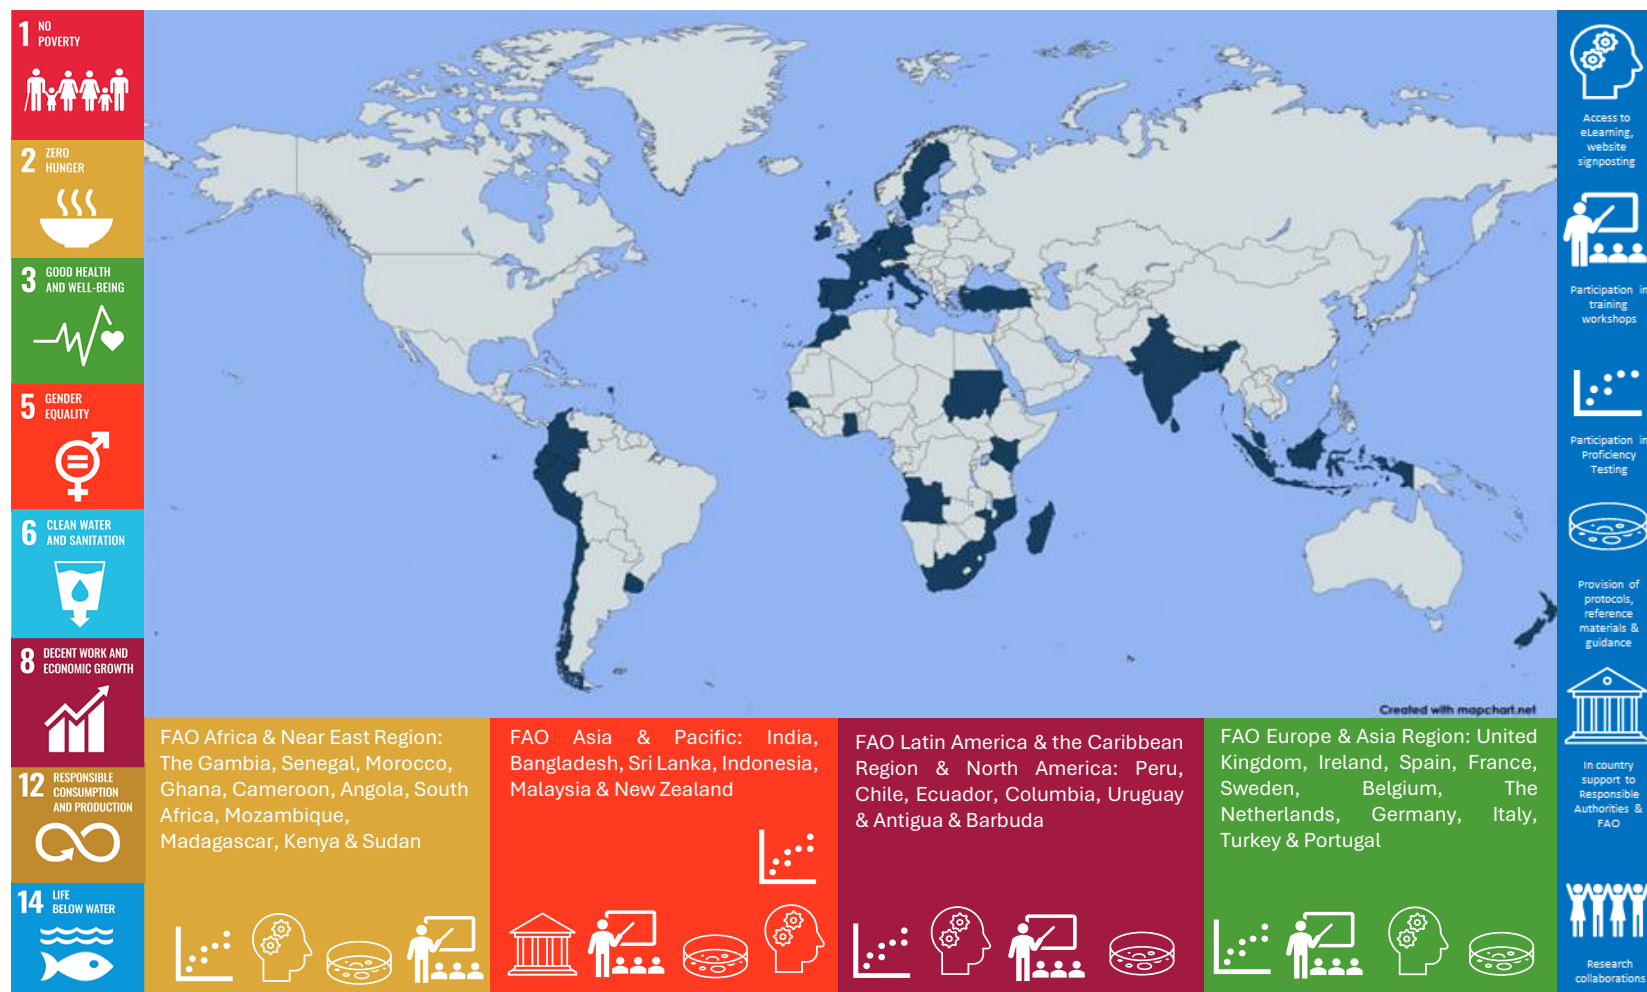 1 NO
POVERTY
2 ZERO
HUNGER
3 GOOD HEALTH
AND WELL-BEING
5 GENDER
EQUALITY
6 CLEAN WATER
AND SANITATION
8 DECENT WORK AND
ECONOMIC GROWTH
12 RESPONSIBLE
CONSUMPTION
AND PRODUCTION
14 LIFE
BELOW WATER
Created with mapchart.net
FAO Africa & Near East Region:
The Gambia, Senegal, Morocco,
Ghana, Cameroon, Angola, South
Africa, Mozambique,
Madagascar, Kenya & Sudan
FAO Asia & Pacific: India,
Bangladesh, Sri Lanka, Indonesia,
Malaysia & New Zealand
FAO Latin America & the Caribbean
Region & North America: Peru,
Chile, Ecuador, Columbia, Uruguay
& Antigua & Barbuda
FAO Europe & Asia Region: United
Kingdom, Ireland, Spain, France,
Sweden, Belgium, The
Netherlands, Germany, Italy,
Turkey & Portugal
Access to
eLearning,
website
signposting
Participation in
training
workshops
Participation in
Proficiency
Testing
Provision of
protocols,
reference
materials &
guidance
In country
support to
Responsible
Authorities &
FAO
Research
collaborations